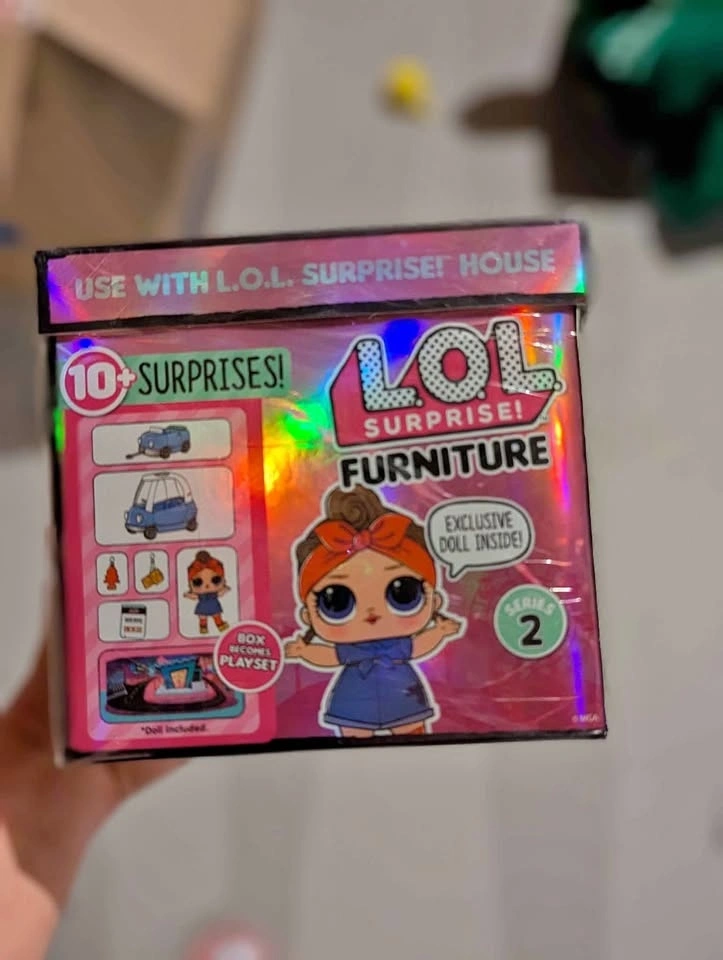 USE WITH L.O.L. SURPRISE!™ HOUSE
10+ SURPRISES!
L.O.L.
SURPRISE!
FURNITURE
EXCLUSIVE
DOLL INSIDE!
SERIES
2
BOX
BECOMES
PLAYSET
*Doll included.
© MGA